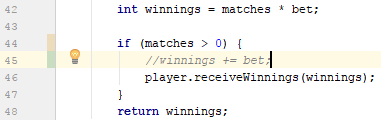 42 int winnings = matches * bet;
43
44 if (matches > 0) {
45 //winnings += bet;
46 player.receiveWinnings(winnings);
47 }
48 return winnings;